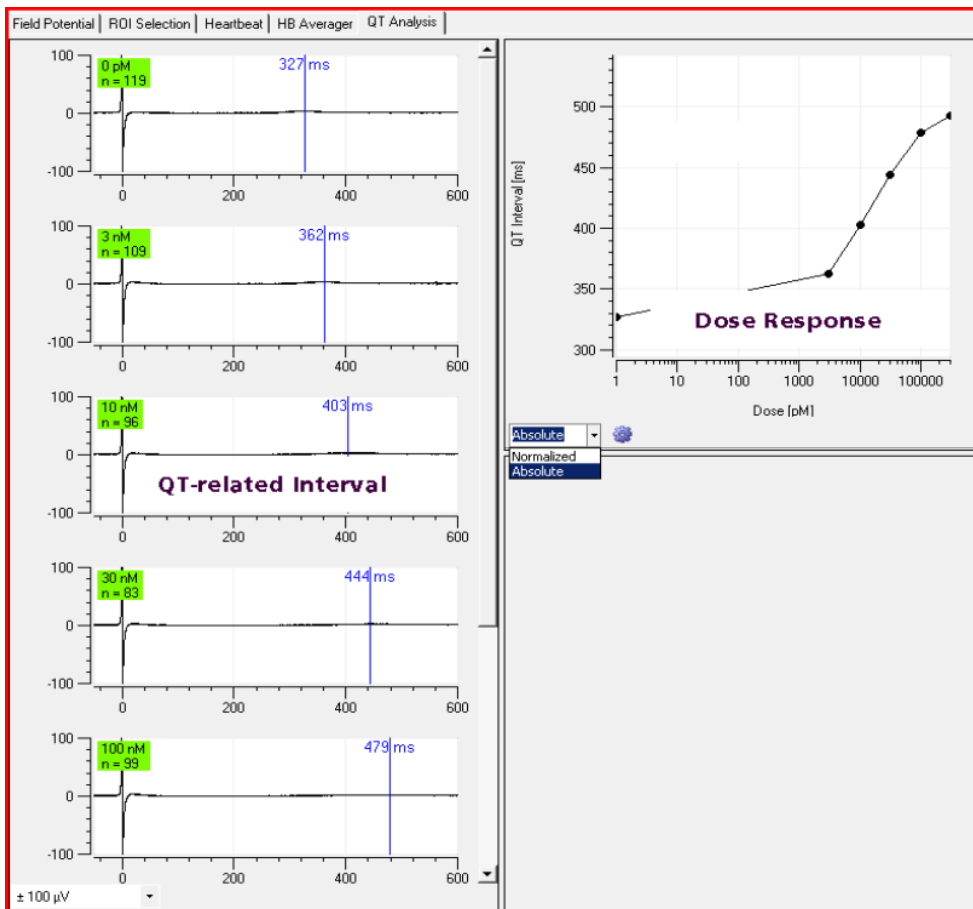 Field Potential ROI Selection Heartbeat HB Averager QT Analysis
100
0
-100
0 pM
n = 119
327 ms
0 200 400 600
100
0
-100
3 nM
n = 109
362 ms
0 200 400 600
100
0
-100
10 nM
n = 96
403 ms
QT-related Interval
0 200 400 600
100
0
-100
30 nM
n = 83
444 ms
0 200 400 600
100
0
-100
100 nM
n = 99
479 ms
0 200 400 600
± 100 µV
QT Interval [ms]
500
450
400
350
300
Dose Response
1 10 100 1000 10000 100000
Dose [pM]
Absolute
Normalized
Absolute